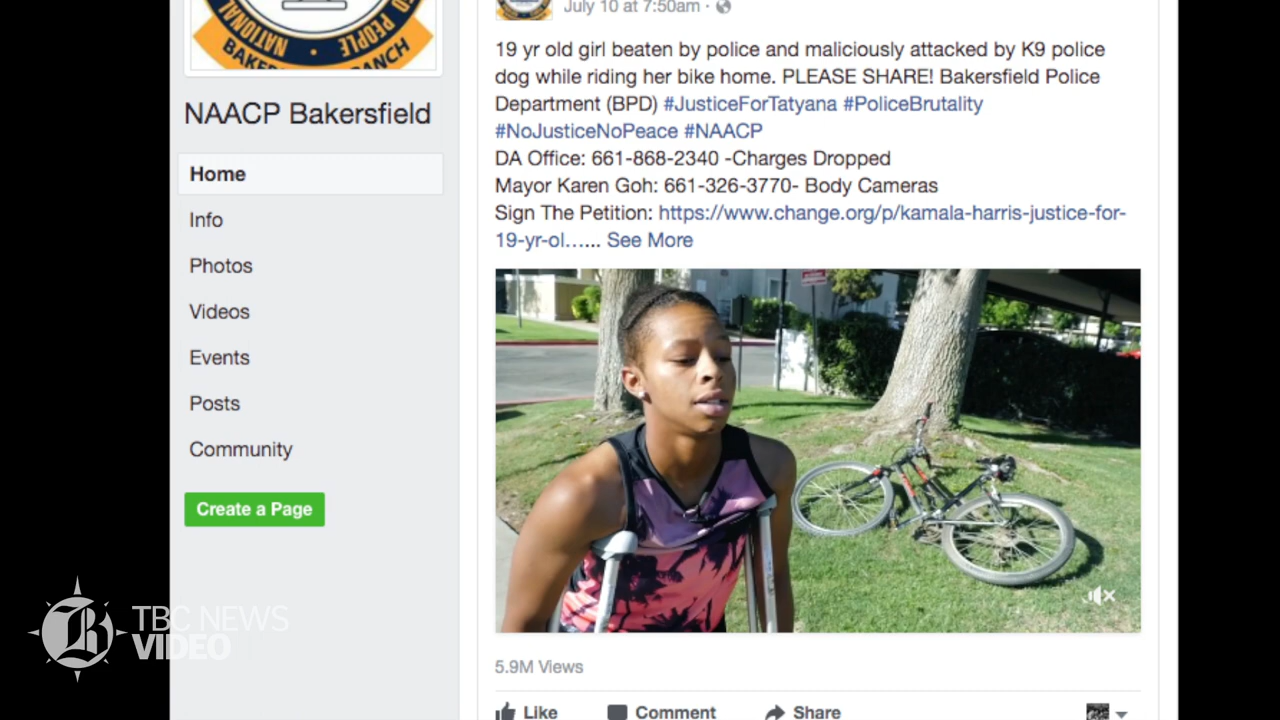 NATIONAL
ED PEOPLE
July 10 at 7:50am ·
NAACP Bakersfield
Home
Info
Photos
Videos
Events
Posts
Community
Create a Page
19 yr old girl beaten by police and maliciously attacked by K9 police
dog while riding her bike home. PLEASE SHARE! Bakersfield Police
Department (BPD) #JusticeForTatyana #PoliceBrutality
#NoJusticeNoPeace #NAACP
DA Office: 661-868-2340 -Charges Dropped
Mayor Karen Goh: 661-326-3770- Body Cameras
Sign The Petition: https://www.change.org/p/kamala-harris-justice-for-
19-yr-ol…... See More
5.9M Views
Like Comment Share
B TBC NEWS
VIDEO